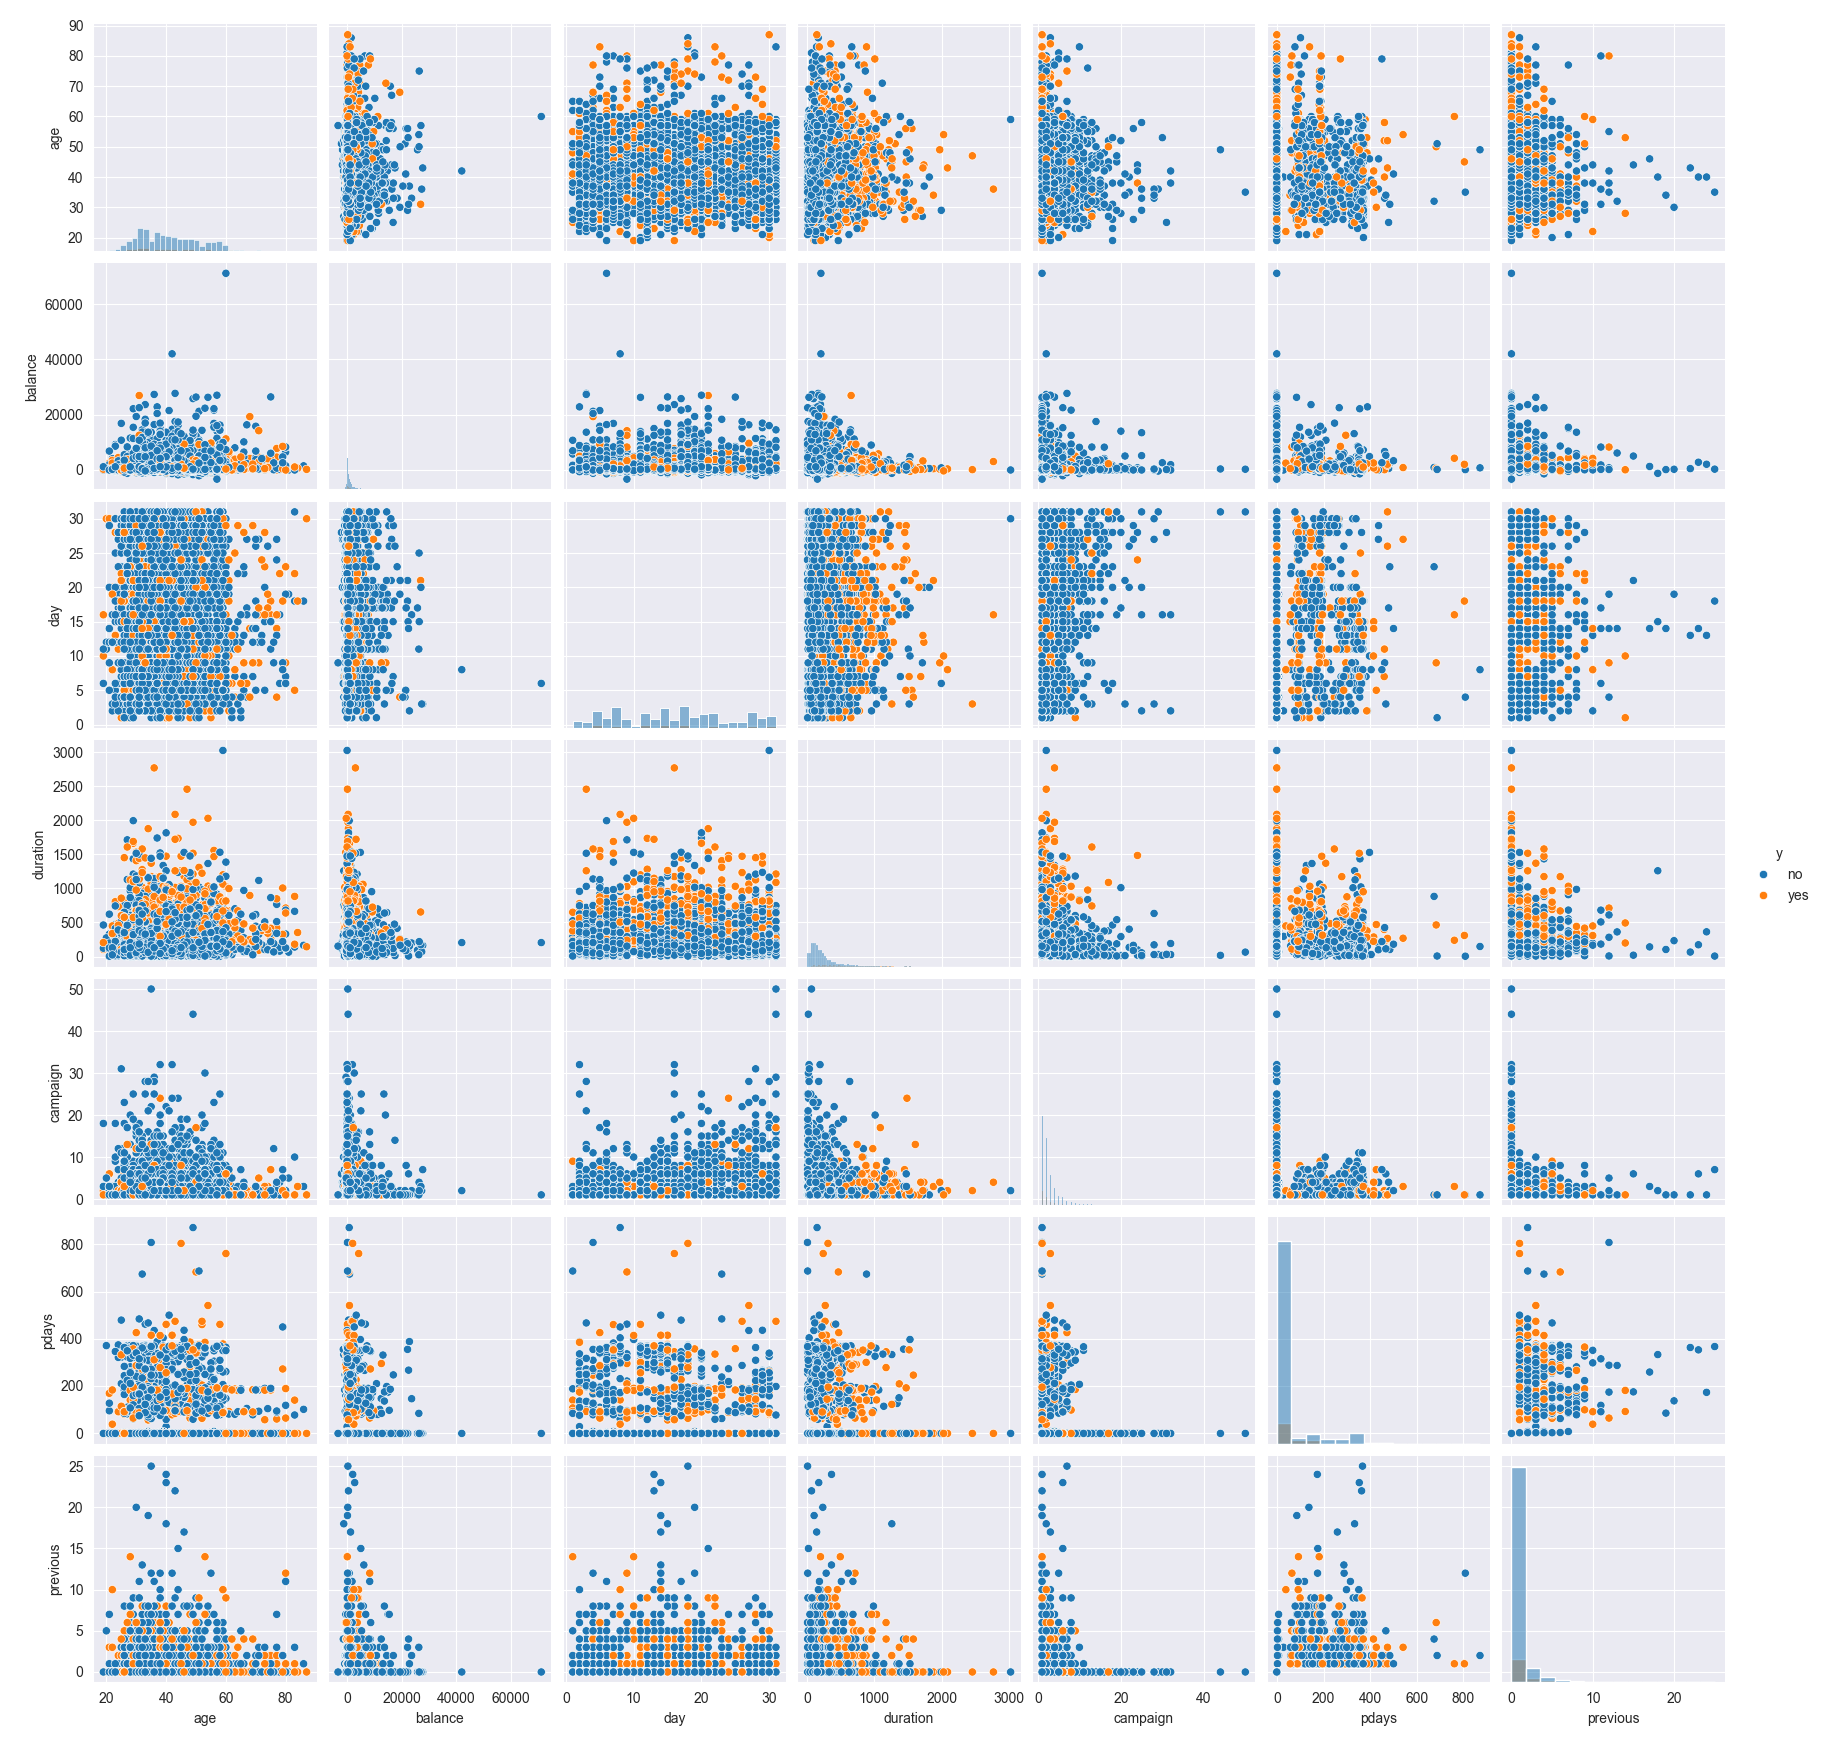 90
80
70
60
50
40
30
20
age
60000
40000
20000
0
balance
30
25
20
15
10
5
0
day
3000
2500
2000
1500
1000
500
0
duration
y
no
yes
50
40
30
20
10
0
campaign
800
600
400
200
0
pdays
25
20
15
10
5
0
previous
20 40 60 80
0 20000 40000 60000
0 10 20 30
0 1000 2000 3000
0 20 40
0 200 400 600 800
0 10 20
age balance day duration campaign pdays previous